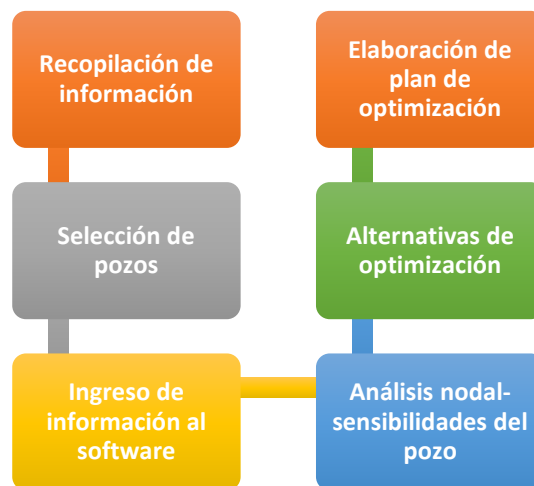 Recopilación de
información
Selección de
pozos
Ingreso de
información al
software
Análisis nodal-
sensibilidades del
pozo
Alternativas de
optimización
Elaboración de
plan de
optimización